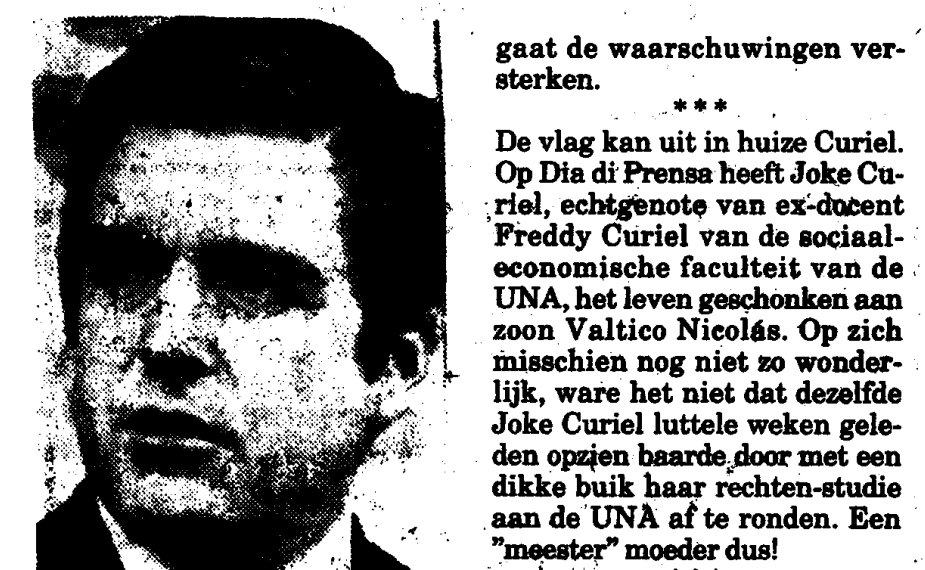 gaat de waarschuwingen ver-
sterken.
***
De vlag kan uit in huize Curiel.
Op Dia di Prensa heeft Joke Cu-
riel, echtgenote van ex-docent
Freddy Curiel van de sociaal-
economische faculteit van de
UNA, het leven geschonken aan
zoon Valtico Nicolás. Op zich
misschien nog niet zo wonder-
lijk, ware het niet dat dezelfde
Joke Curiel luttele weken gele-
den opzien baarde door met een
dikke buik haar rechten-studie
aan de UNA af te ronden. Een
"meester" moeder dus!